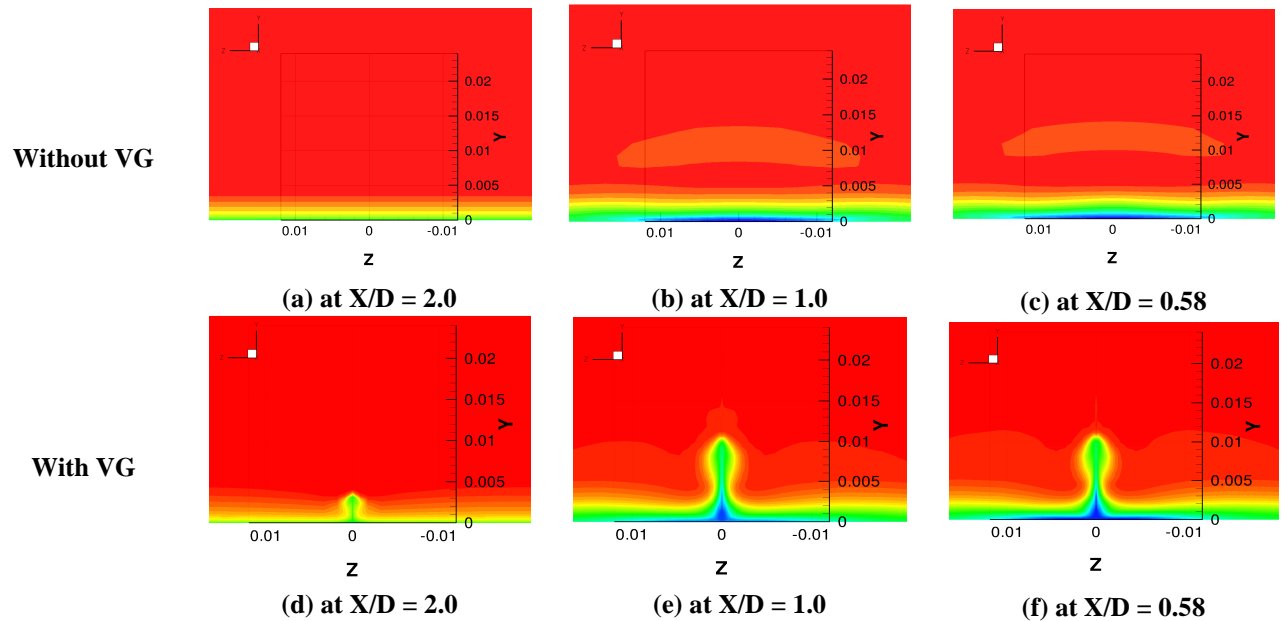 Without VG
Y
Z
0.02
0.015
Y
0.01
0.005
0
0.01 0 -0.01
Z
(a) at X/D = 2.0
Y
Z
0.02
0.015
Y
0.01
0.005
0
0.01 0 -0.01
Z
(b) at X/D = 1.0
Y
Z
0.02
0.015
Y
0.01
0.005
0
0.01 0 -0.01
Z
(c) at X/D = 0.58
With VG
Y
Z
0.02
0.015
Y
0.01
0.005
0
0.01 0 -0.01
Z
(d) at X/D = 2.0
Y
Z
0.02
0.015
Y
0.01
0.005
0
0.01 0 -0.01
Z
(e) at X/D = 1.0
Y
Z
0.02
0.015
Y
0.01
0.005
0
0.01 0 -0.01
Z
(f) at X/D = 0.58